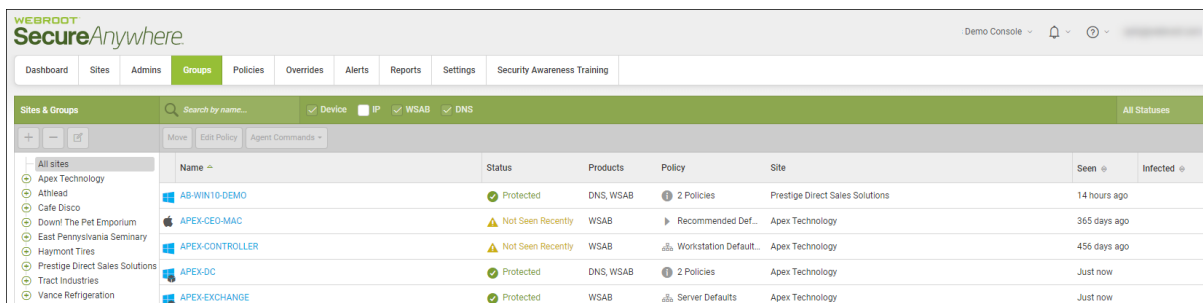 WEBROOT
SecureAnywhere.
Demo Console
Dashboard Sites Admins Groups Policies Overrides Alerts Reports Settings Security Awareness Training
Sites & Groups Search by name... Device IP WSAB DNS All Statuses
Move Edit Policy Agent Commands
All sites
Apex Technology
Athlead
Cafe Disco
Down! The Pet Emporium
East Pennyslvania Seminary
Haymont Tires
Prestige Direct Sales Solutions
Tract Industries
Vance Refrigeration
Name Status Products Policy Site Seen Infected
AB-WIN10-DEMO Protected DNS, WSAB 2 Policies Prestige Direct Sales Solutions 14 hours ago
APEX-CEO-MAC Not Seen Recently WSAB Recommended Def... Apex Technology 365 days ago
APEX-CONTROLLER Not Seen Recently WSAB Workstation Default... Apex Technology 456 days ago
APEX-DC Protected DNS, WSAB 2 Policies Apex Technology Just now
APEX-EXCHANGE Protected WSAB Server Defaults Apex Technology Just now